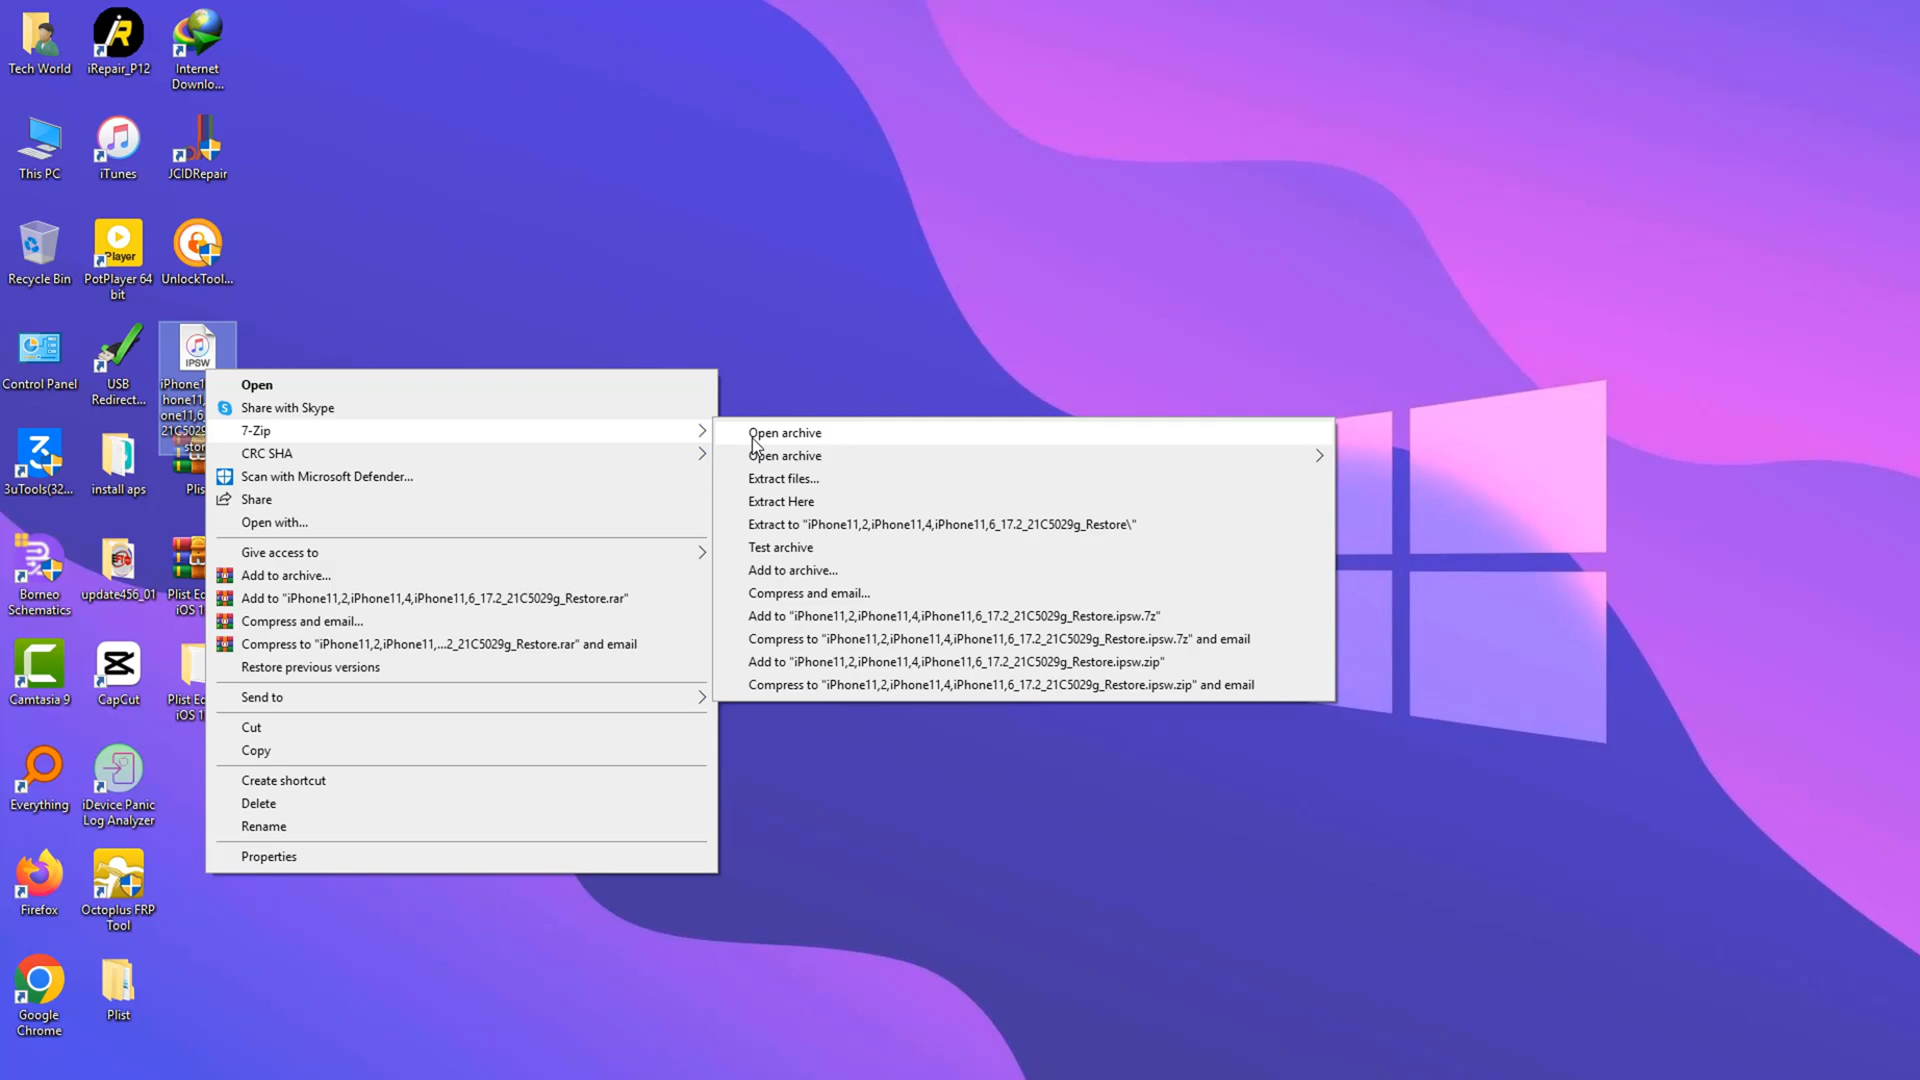 Tech World
iRepair_P12
Internet
Downlo...
This PC
iTunes
JCIDRepair
Recycle Bin
Player
PotPlayer 64
bit
UnlockTool...
Control Panel
USB
Redirect...
IPSW
3uTools(32...
install aps
Borneo
Schematics
update456_01
Camtasia 9
CapCut
Everything
iDevice Panic
Log Analyzer
Firefox
Octoplus FRP
Tool
Google
Chrome
Plist
Open
Share with Skype
7-Zip
CRC SHA
Scan with Microsoft Defender...
Share
Open with...
Give access to
Add to archive...
Add to "iPhone11,2,iPhone11,4,iPhone11,6_17.2_21C5029g_Restore.rar"
Compress and email...
Compress to "iPhone11,2,iPhone11,...2_21C5029g_Restore.rar" and email
Restore previous versions
Send to
Cut
Copy
Create shortcut
Delete
Rename
Properties
Open archive
Open archive
Extract files...
Extract Here
Extract to "iPhone11,2,iPhone11,4,iPhone11,6_17.2_21C5029g_Restore\"
Test archive
Add to archive...
Compress and email...
Add to "iPhone11,2,iPhone11,4,iPhone11,6_17.2_21C5029g_Restore.ipsw.7z"
Compress to "iPhone11,2,iPhone11,4,iPhone11,6_17.2_21C5029g_Restore.ipsw.7z" and email
Add to "iPhone11,2,iPhone11,4,iPhone11,6_17.2_21C5029g_Restore.ipsw.zip"
Compress to "iPhone11,2,iPhone11,4,iPhone11,6_17.2_21C5029g_Restore.ipsw.zip" and email